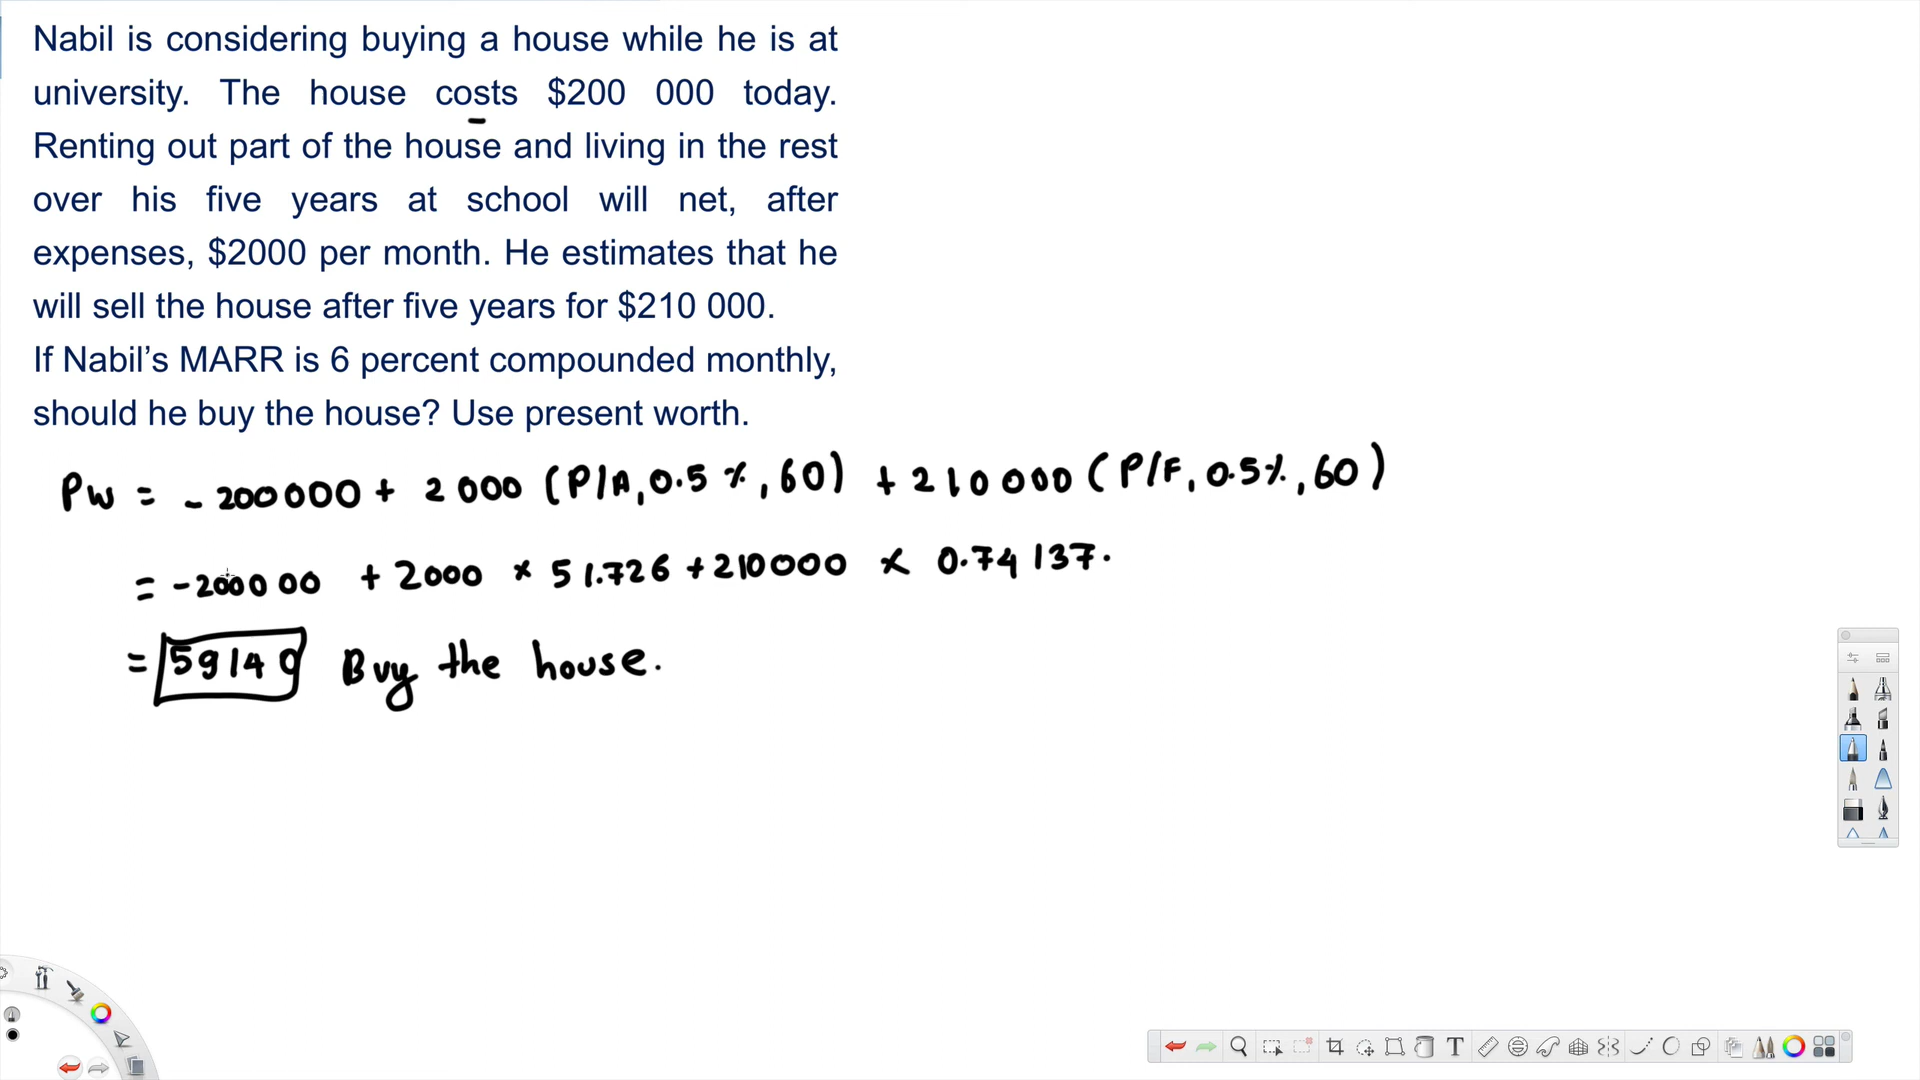 Nabil is considering buying a house while he is at
university. The house costs $200 000 today.
Renting out part of the house and living in the rest
over his five years at school will net, after
expenses, $2000 per month. He estimates that he
will sell the house after five years for $210 000.
If Nabil’s MARR is 6 percent compounded monthly,
should he buy the house? Use present worth.
PW = - 200000 + 2000 (P/A, 0.5 %, 60) + 210000 (P/F, 0.5%, 60)
= - 200000 + 2000 × 51.726 + 210000 × 0.74137.
= 59140 Buy the house.
T